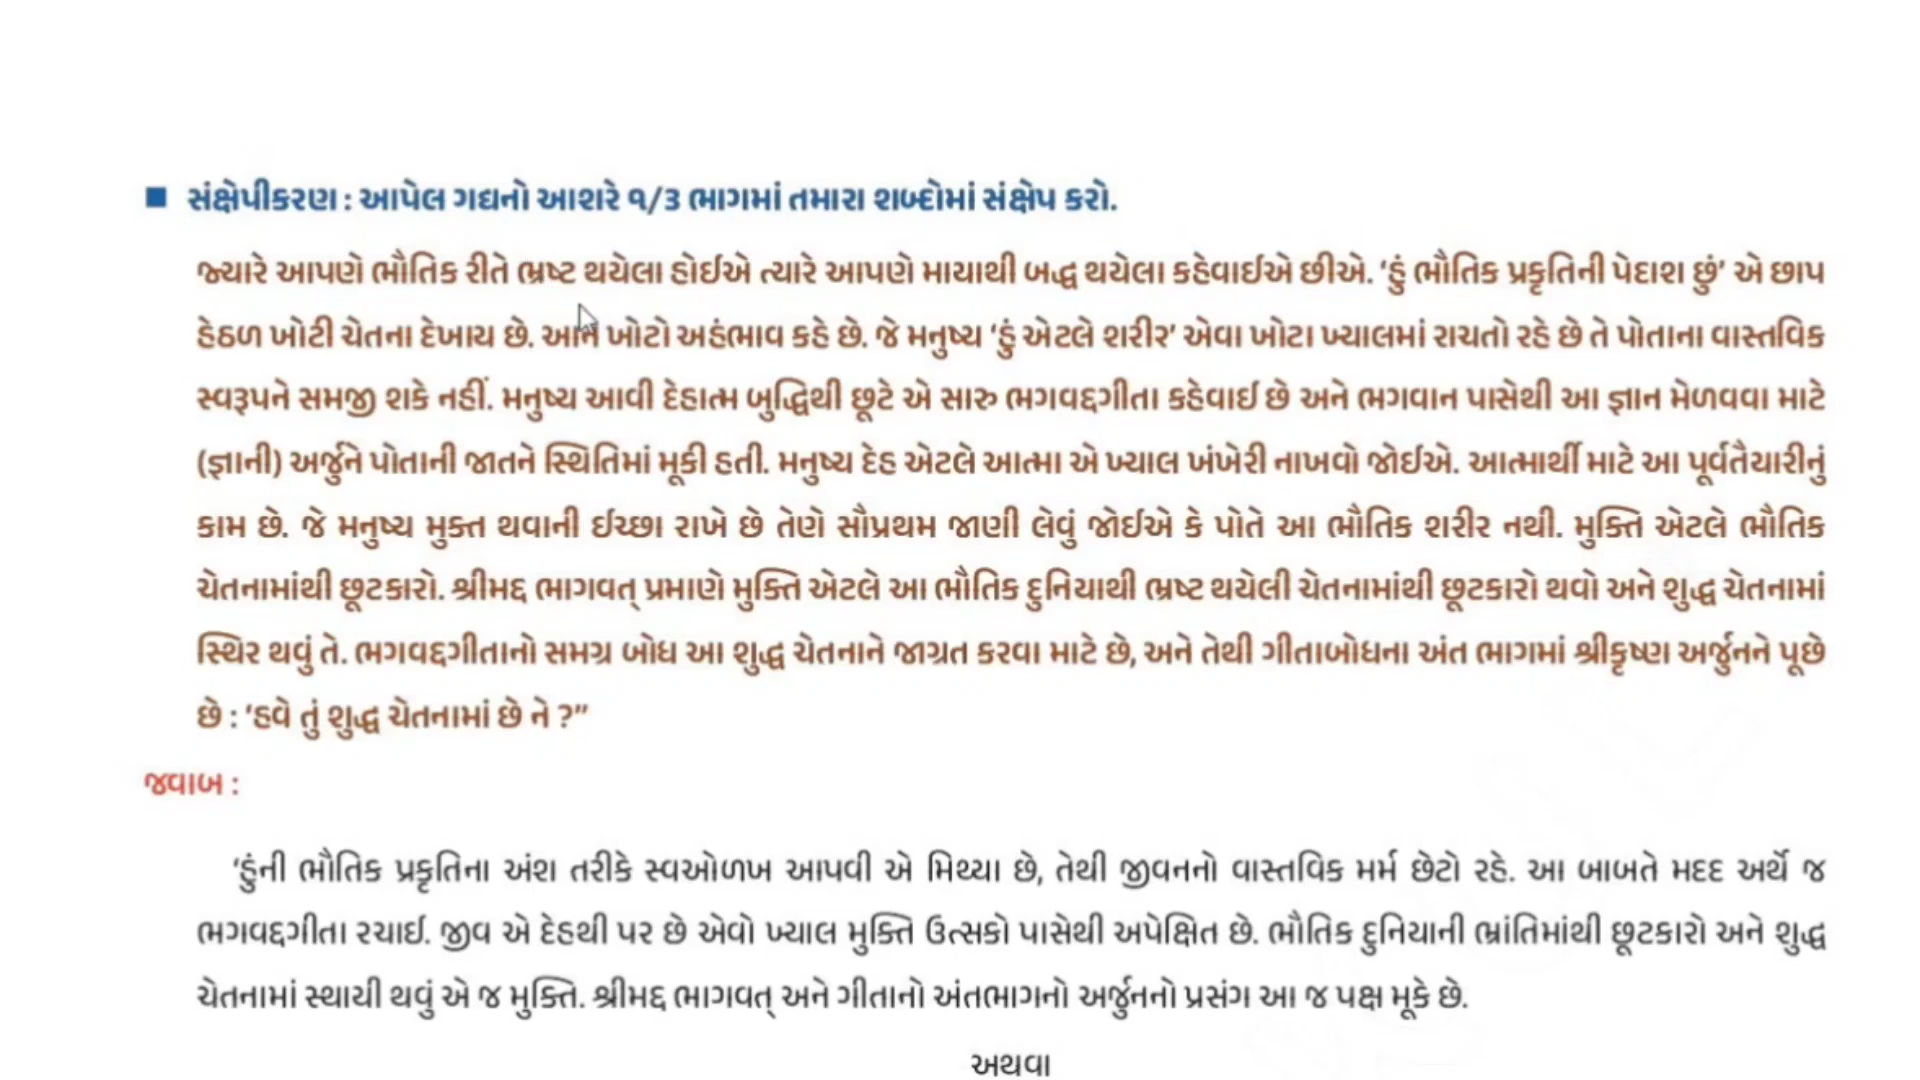 સંક્ષેપીકરણ : આપેલ ગદ્યનો આશરે ૧/૩ ભાગમાં તમારા શબ્દોમાં સંક્ષેપ કરો.
જ્યારે આપણે ભૌતિક રીતે ભ્રષ્ટ થયેલા હોઈએ ત્યારે આપણે માયાથી બદ્ધ થયેલા કહેવાઈએ છીએ. ‘હું ભૌતિક પ્રકૃતિની પેદાશ છું’ એ છાપ
હેઠળ ખોટી ચેતના દેખાય છે. આને ખોટો અહંભાવ કહે છે. જે મનુષ્ય ‘હું એટલે શરીર’ એવા ખોટા ખ્યાલમાં રાચતો રહે છે તે પોતાના વાસ્તવિક
સ્વરૂપને સમજી શકે નહીં. મનુષ્ય આવી દેહાત્મ બુદ્ધિથી છૂટે એ સારુ ભગવદ્ગીતા કહેવાઈ છે અને ભગવાન પાસેથી આ જ્ઞાન મેળવવા માટે
(જ્ઞાની) અર્જુને પોતાની જાતને સ્થિતિમાં મૂકી હતી. મનુષ્ય દેહ એટલે આત્મા એ ખ્યાલ ખંખેરી નાખવો જોઈએ. આત્માર્થી માટે આ પૂર્વતૈયારીનું
કામ છે. જે મનુષ્ય મુક્ત થવાની ઈચ્છા રાખે છે તેણે સૌપ્રથમ જાણી લેવું જોઈએ કે પોતે આ ભૌતિક શરીર નથી. મુક્તિ એટલે ભૌતિક
ચેતનામાંથી છૂટકારો. શ્રીમદ્ ભાગવત્ પ્રમાણે મુક્તિ એટલે આ ભૌતિક દુનિયાથી ભ્રષ્ટ થયેલી ચેતનામાંથી છૂટકારો થવો અને શુદ્ધ ચેતનામાં
સ્થિર થવું તે. ભગવદ્ગીતાનો સમગ્ર બોધ આ શુદ્ધ ચેતનાને જાગ્રત કરવા માટે છે, અને તેથી ગીતાબોધના અંત ભાગમાં શ્રીકૃષ્ણ અર્જુનને પૂછે
છે : ‘હવે તું શુદ્ધ ચેતનામાં છે ને ?”
જવાબ :
‘હુંની ભૌતિક પ્રકૃતિના અંશ તરીકે સ્વઓળખ આપવી એ મિથ્યા છે, તેથી જીવનનો વાસ્તવિક મર્મ છેટો રહે. આ બાબતે મદદ અર્થે જ
ભગવદ્ગીતા રચાઈ. જીવ એ દેહથી પર છે એવો ખ્યાલ મુક્તિ ઉત્સકો પાસેથી અપેક્ષિત છે. ભૌતિક દુનિયાની ભ્રાંતિમાંથી છૂટકારો અને શુદ્ધ
ચેતનામાં સ્થાયી થવું એ જ મુક્તિ. શ્રીમદ્ ભાગવત્ અને ગીતાનો અંતભાગનો અર્જુનનો પ્રસંગ આ જ પક્ષ મૂકે છે.
અથવા